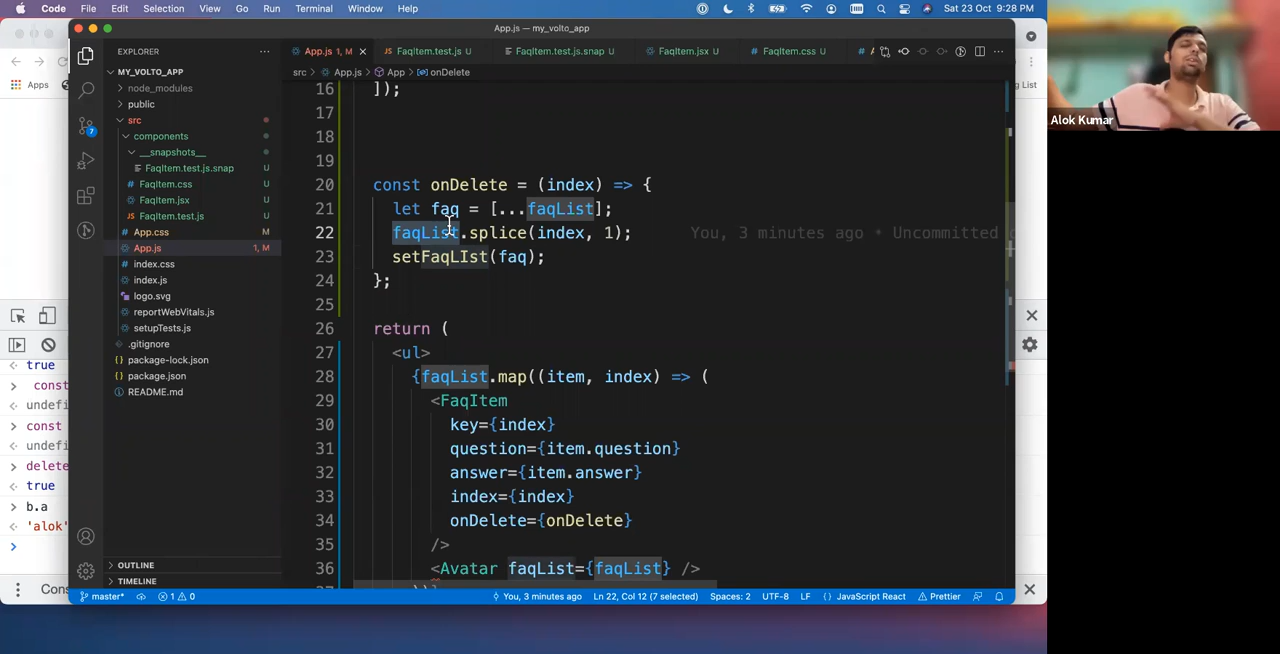 Code File Edit Selection View Go Run Terminal Window Help
Sat 23 Oct 9:28 PM
App.js — my_volto_app
EXPLORER
App.js 1, M
FaqItem.test.js U
FaqItem.test.js.snap U
FaqItem.jsx U
FaqItem.css U
src > App.js > App > onDelete
MY_VOLTO_APP
node_modules
public
src
components
__snapshots__
FaqItem.test.js.snap U
FaqItem.css U
FaqItem.jsx U
FaqItem.test.js U
App.css M
App.js 1, M
index.css
index.js
logo.svg
reportWebVitals.js
setupTests.js
.gitignore
package-lock.json
package.json
README.md
OUTLINE
TIMELINE
7
16 ]);
17
18
19
20 const onDelete = (index) => {
21 let faq = [...faqList];
22 faqList.splice(index, 1); You, 3 minutes ago • Uncommitted
23 setFaqLIst(faq);
24 };
25
26 return (
27 <ul>
28 {faqList.map((item, index) => (
29 <FaqItem
30 key={index}
31 question={item.question}
32 answer={item.answer}
33 index={index}
34 onDelete={onDelete}
35 />
36 <Avatar faqList={faqList} />
))}
master* 1 0 You, 3 minutes ago Ln 22, Col 12 (7 selected) Spaces: 2 UTF-8 LF {} JavaScript React Prettier
Apps
ng List
true
> const
undefi
> const
undefi
> delete
true
> b.a
'alok'
>
Cons
Alok Kumar